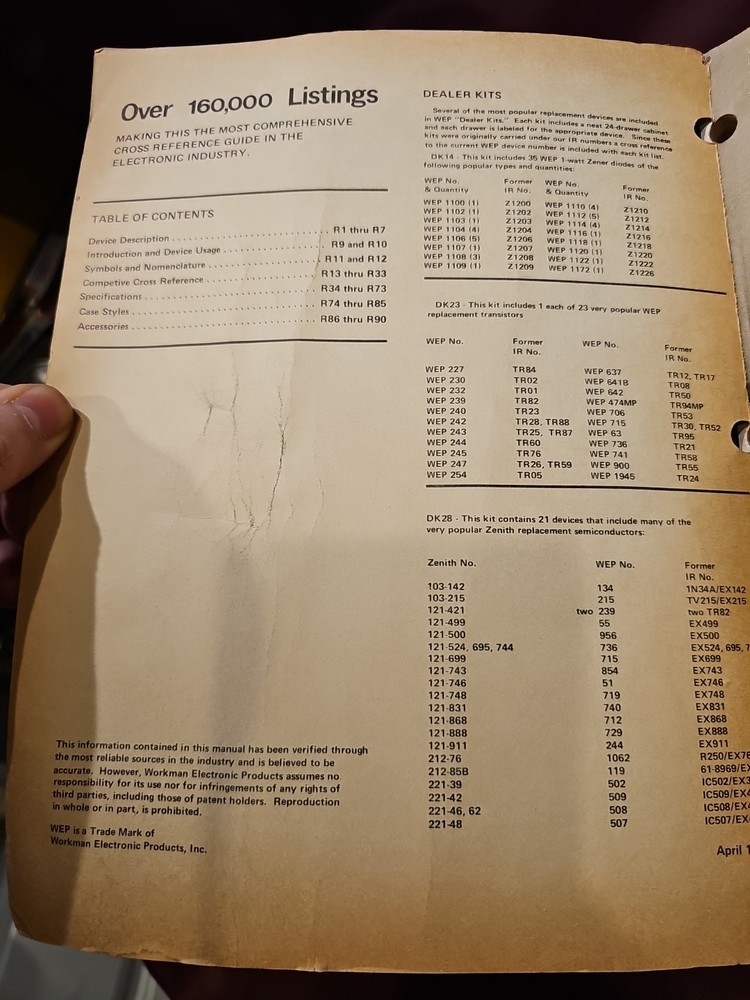 Over 160,000 Listings
MAKING THIS THE MOST COMPREHENSIVE
CROSS REFERENCE GUIDE IN THE
ELECTRONIC INDUSTRY.
TABLE OF CONTENTS
Device Description . . . . . . . . . . . . . . . . . . . . . . . . . . . R1 thru R7
Introduction and Device Usage . . . . . . . . . . . . . . . . . . R9 and R10
Symbols and Nomenclature . . . . . . . . . . . . . . . . . . . . R11 and R12
Competive Cross Reference . . . . . . . . . . . . . . . . . . . . R13 thru R33
Specifications . . . . . . . . . . . . . . . . . . . . . . . . . . . . . . R34 thru R73
Case Styles . . . . . . . . . . . . . . . . . . . . . . . . . . . . . . . . R74 thru R85
Accessories . . . . . . . . . . . . . . . . . . . . . . . . . . . . . . . . R86 thru R90
This information contained in this manual has been verified through
the most reliable sources in the industry and is believed to be
accurate. However, Workman Electronic Products assumes no
responsibility for its use nor for infringements of any rights of
third parties, including those of patent holders. Reproduction
in whole or in part, is prohibited.
WEP is a Trade Mark of
Workman Electronic Products, Inc.
DEALER KITS
Several of the most popular replacement devices are included
in WEP "Dealer Kits." Each kit includes a neat 24-drawer cabinet
and each drawer is labeled for the appropriate device. Since these
kits were originally carried under our IR numbers a cross reference
to the current WEP device number is included with each kit list.
DK14 - This kit includes 35 WEP 1-watt Zener diodes of the
following popular types and quantities:
WEP No. Former WEP No. Former
& Quantity IR No. & Quantity IR No.
WEP 1100 (1) Z1200 WEP 1110 (4) Z1210
WEP 1102 (1) Z1202 WEP 1112 (5) Z1212
WEP 1103 (1) Z1203 WEP 1114 (4) Z1214
WEP 1104 (4) Z1204 WEP 1116 (1) Z1216
WEP 1106 (5) Z1206 WEP 1118 (1) Z1218
WEP 1107 (1) Z1207 WEP 1120 (1) Z1220
WEP 1108 (3) Z1208 WEP 1122 (1) Z1222
WEP 1109 (1) Z1209 WEP 1172 (1) Z1226
DK23 - This kit includes 1 each of 23 very popular WEP
replacement transistors
WEP No. Former WEP No. Former
IR No. IR No.
WEP 227 TR84 WEP 637 TR12, TR17
WEP 230 TR02 WEP 641B TR08
WEP 232 TR01 WEP 642 TR50
WEP 239 TR82 WEP 474MP TR94MP
WEP 240 TR23 WEP 706 TR53
WEP 242 TR28, TR88 WEP 715 TR30, TR52
WEP 243 TR25, TR87 WEP 63 TR95
WEP 244 TR60 WEP 736 TR21
WEP 245 TR76 WEP 741 TR58
WEP 247 TR26, TR59 WEP 900 TR55
WEP 254 TR05 WEP 1945 TR24
DK28 - This kit contains 21 devices that include many of the
very popular Zenith replacement semiconductors:
Zenith No. WEP No. Former
IR No.
103-142 134 1N34A/EX142
103-215 215 TV215/EX215
121-421 two 239 two TR82
121-499 55 EX499
121-500 956 EX500
121-524, 695, 744 736 EX524, 695, 7
121-699 715 EX699
121-743 854 EX743
121-746 51 EX746
121-748 719 EX748
121-831 740 EX831
121-868 712 EX868
121-888 729 EX888
121-911 244 EX911
212-76 1062 R250/EX76
212-85B 119 61-8969/EX
221-39 502 IC502/EX3
221-42 509 IC509/EX4
221-46, 62 508 IC508/EX4
221-48 507 IC507/EX
April 1